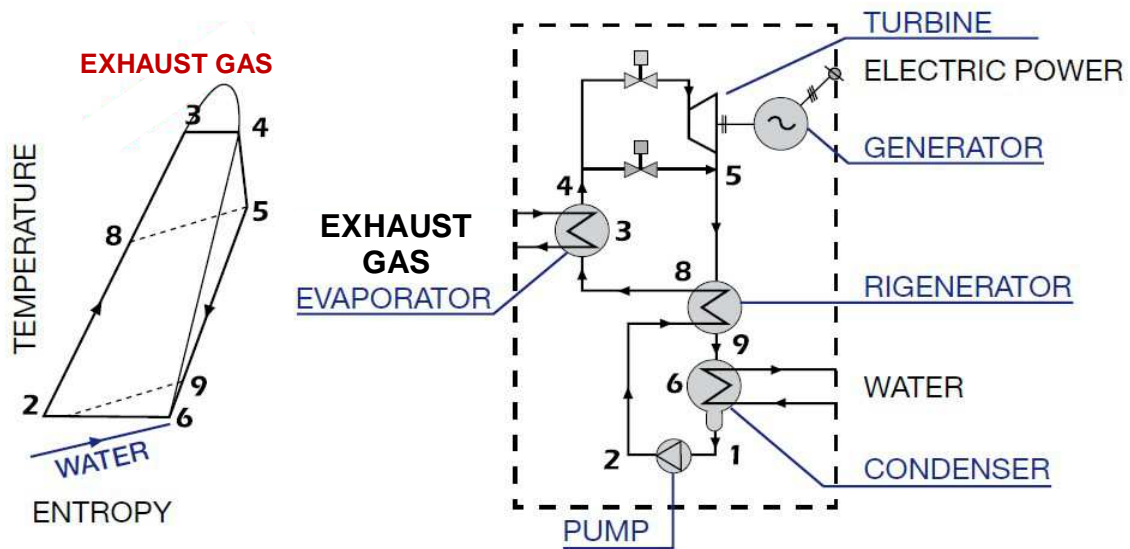 EXHAUST GAS
3
4
5
8
9
2
6
WATER
TEMPERATURE
ENTROPY
TURBINE
ELECTRIC POWER
GENERATOR
4
5
EXHAUST
GAS
3
EVAPORATOR
8
RIGENERATOR
9
6
WATER
2
1
CONDENSER
PUMP